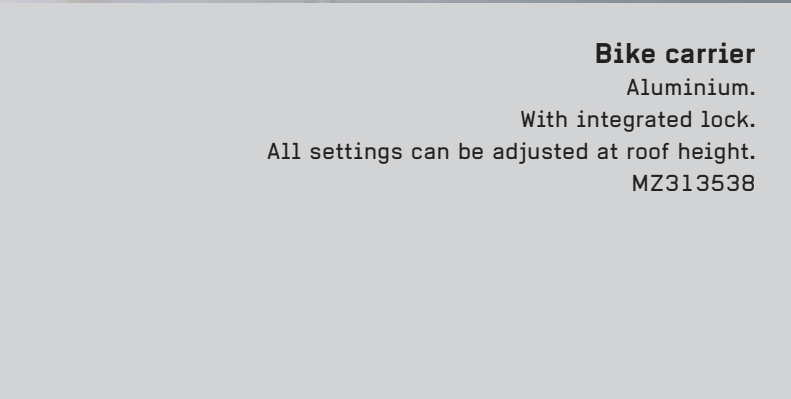 Bike carrier
Aluminium.
With integrated lock.
All settings can be adjusted at roof height.
MZ313538